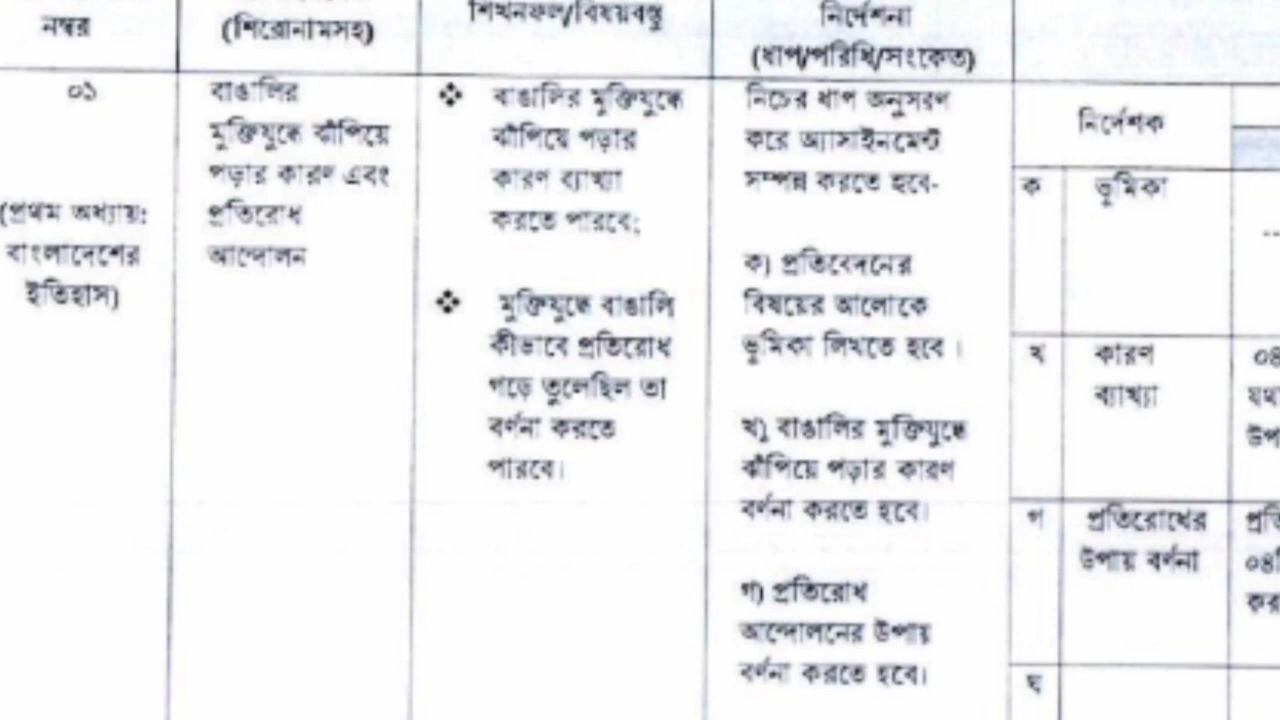 নম্বর
(শিরোনামসহ)
শিখনফল/বিষয়বস্তু
নির্দেশনা
(ধাপ/পরিধি/সংকেত)
০১
(প্রথম অধ্যায়:
বাংলাদেশের
ইতিহাস)
বাঙালির
মুক্তিযুদ্ধে ঝাঁপিয়ে
পড়ার কারণ এবং
প্রতিরোধ
আন্দোলন
❖ বাঙালির মুক্তিযুদ্ধে
ঝাঁপিয়ে পড়ার
কারণ ব্যাখ্যা
করতে পারবে;
❖ মুক্তিযুদ্ধে বাঙালি
কীভাবে প্রতিরোধ
গড়ে তুলেছিল তা
বর্ণনা করতে
পারবে।
নিচের ধাপ অনুসরণ
করে অ্যাসাইনমেন্ট
সম্পন্ন করতে হবে-
ক) প্রতিবেদনের
বিষয়ের আলোকে
ভূমিকা লিখতে হবে ।
খ) বাঙালির মুক্তিযুদ্ধে
ঝাঁপিয়ে পড়ার কারণ
বর্ণনা করতে হবে।
গ) প্রতিরোধ
আন্দোলনের উপায়
বর্ণনা করতে হবে।
নির্দেশক
ক ভূমিকা
খ কারণ
ব্যাখ্যা
গ প্রতিরোধের
উপায় বর্ণনা
ঘ